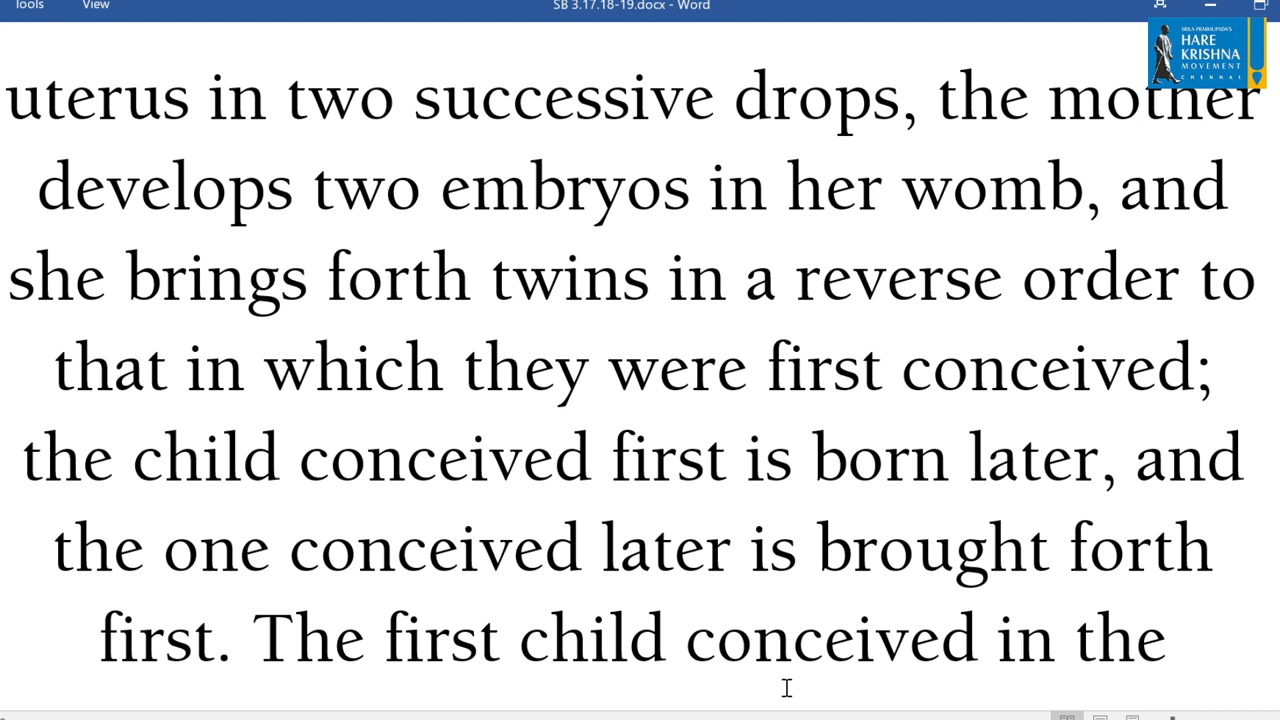 Tools View SB 3.17.18-19.docx - Word
SRILA PRABHUPADA'S
HARE
KRISHNA
MOVEMENT
CHENNAI
uterus in two successive drops, the mother
develops two embryos in her womb, and
she brings forth twins in a reverse order to
that in which they were first conceived;
the child conceived first is born later, and
the one conceived later is brought forth
first. The first child conceived in the